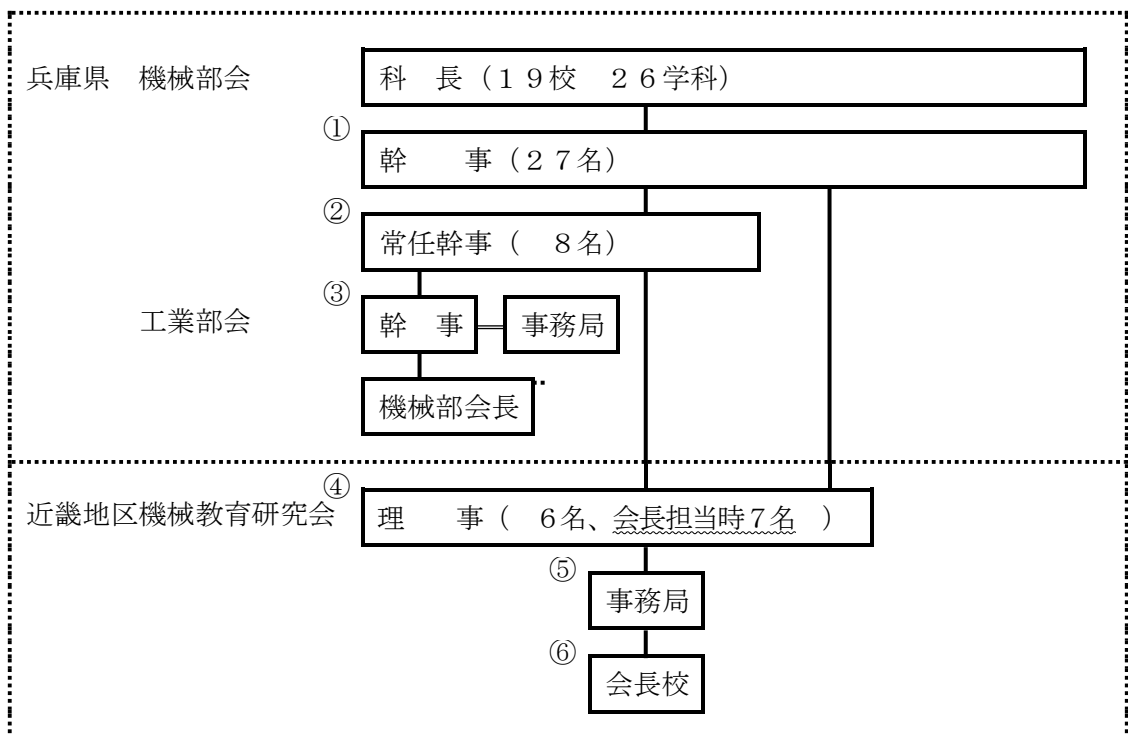 兵庫県　機械部会
科　長（１９校　２６学科）
①
幹　　事（２７名）
②
常任幹事（　８名）
③
工業部会
幹　事
事務局
機械部会長
④
近畿地区機械教育研究会
理　　事（　６名、会長担当時７名　）
⑤
事務局
⑥
会長校